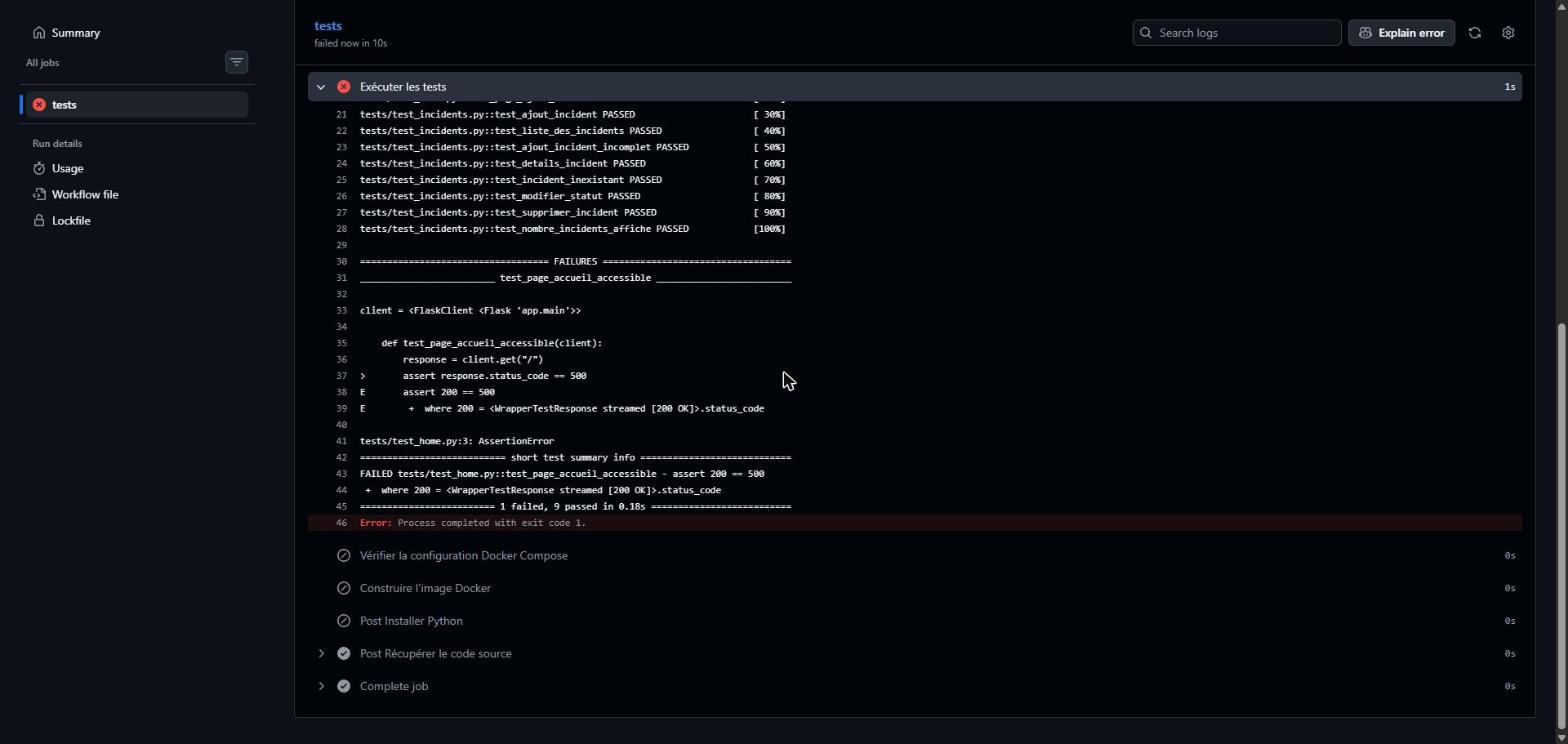 Summary
All jobs
tests
Run details
Usage
Workflow file
Lockfile
tests
failed now in 10s
Search logs
Explain error
Exécuter les tests 1s
21 tests/test_incidents.py::test_ajout_incident PASSED [ 30%]
22 tests/test_incidents.py::test_liste_des_incidents PASSED [ 40%]
23 tests/test_incidents.py::test_ajout_incident_incomplet PASSED [ 50%]
24 tests/test_incidents.py::test_details_incident PASSED [ 60%]
25 tests/test_incidents.py::test_incident_inexistant PASSED [ 70%]
26 tests/test_incidents.py::test_modifier_statut PASSED [ 80%]
27 tests/test_incidents.py::test_supprimer_incident PASSED [ 90%]
28 tests/test_incidents.py::test_nombre_incidents_affiche PASSED [100%]
29
30 =================================== FAILURES ===================================
31 _________________________ test_page_accueil_accessible _________________________
32
33 client = <FlaskClient <Flask 'app.main'>>
34
35     def test_page_accueil_accessible(client):
36         response = client.get("/")
37 >       assert response.status_code == 500
38 E       assert 200 == 500
39 E        +  where 200 = <WrapperTestResponse streamed [200 OK]>.status_code
40
41 tests/test_home.py:3: AssertionError
42 =========================== short test summary info ============================
43 FAILED tests/test_home.py::test_page_accueil_accessible - assert 200 == 500
44  +  where 200 = <WrapperTestResponse streamed [200 OK]>.status_code
45 ========================= 1 failed, 9 passed in 0.18s ==========================
46 Error: Process completed with exit code 1.
Vérifier la configuration Docker Compose 0s
Construire l'image Docker 0s
Post Installer Python 0s
Post Récupérer le code source 0s
Complete job 0s